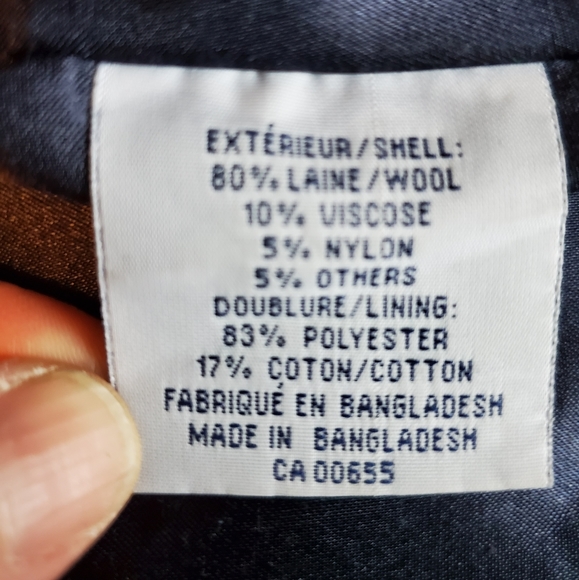 EXTÉRIEUR/SHELL:
80% LAINE/WOOL
10% VISCOSE
5% NYLON
5% OTHERS
DOUBLURE/LINING:
83% POLYESTER
17% COTON/COTTON
FABRIQUÉ EN BANGLADESH
MADE IN BANGLADESH
CA 00655